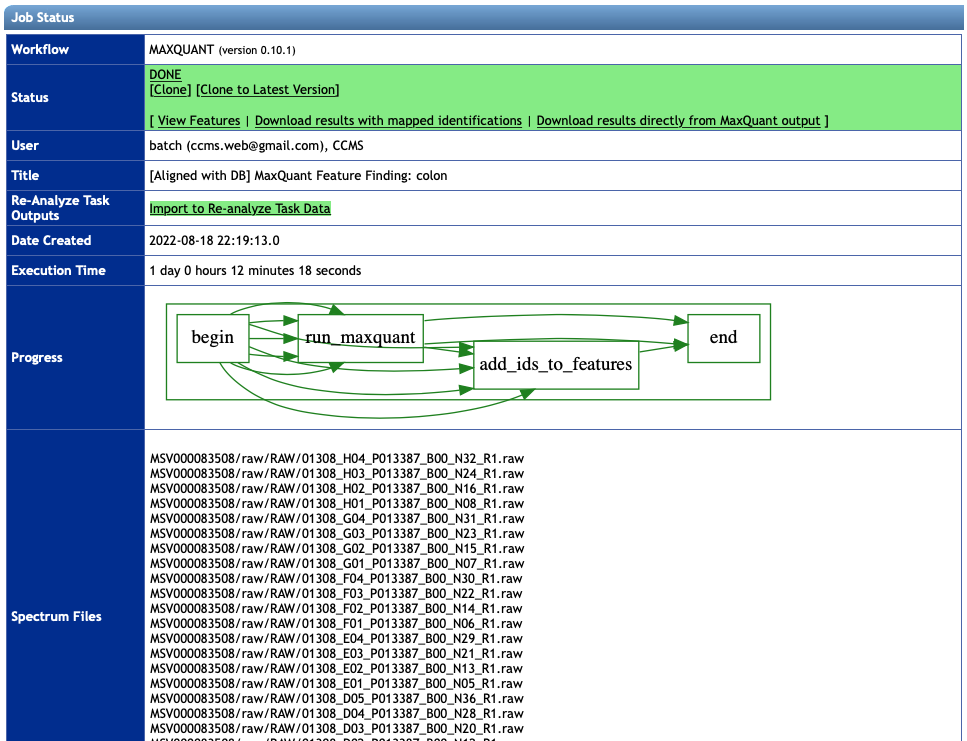 Job Status
Workflow
MAXQUANT (version 0.10.1)
Status
DONE
[Clone] [Clone to Latest Version]
[ View Features | Download results with mapped identifications | Download results directly from MaxQuant output ]
User
batch (ccms.web@gmail.com), CCMS
Title
[Aligned with DB] MaxQuant Feature Finding: colon
Re-Analyze Task
Outputs
Import to Re-analyze Task Data
Date Created
2022-08-18 22:19:13.0
Execution Time
1 day 0 hours 12 minutes 18 seconds
Progress
begin
run_maxquant
add_ids_to_features
end
Spectrum Files
MSV000083508/raw/RAW/01308_H04_P013387_B00_N32_R1.raw
MSV000083508/raw/RAW/01308_H03_P013387_B00_N24_R1.raw
MSV000083508/raw/RAW/01308_H02_P013387_B00_N16_R1.raw
MSV000083508/raw/RAW/01308_H01_P013387_B00_N08_R1.raw
MSV000083508/raw/RAW/01308_G04_P013387_B00_N31_R1.raw
MSV000083508/raw/RAW/01308_G03_P013387_B00_N23_R1.raw
MSV000083508/raw/RAW/01308_G02_P013387_B00_N15_R1.raw
MSV000083508/raw/RAW/01308_G01_P013387_B00_N07_R1.raw
MSV000083508/raw/RAW/01308_F04_P013387_B00_N30_R1.raw
MSV000083508/raw/RAW/01308_F03_P013387_B00_N22_R1.raw
MSV000083508/raw/RAW/01308_F02_P013387_B00_N14_R1.raw
MSV000083508/raw/RAW/01308_F01_P013387_B00_N06_R1.raw
MSV000083508/raw/RAW/01308_E04_P013387_B00_N29_R1.raw
MSV000083508/raw/RAW/01308_E03_P013387_B00_N21_R1.raw
MSV000083508/raw/RAW/01308_E02_P013387_B00_N13_R1.raw
MSV000083508/raw/RAW/01308_E01_P013387_B00_N05_R1.raw
MSV000083508/raw/RAW/01308_D05_P013387_B00_N36_R1.raw
MSV000083508/raw/RAW/01308_D04_P013387_B00_N28_R1.raw
MSV000083508/raw/RAW/01308_D03_P013387_B00_N20_R1.raw